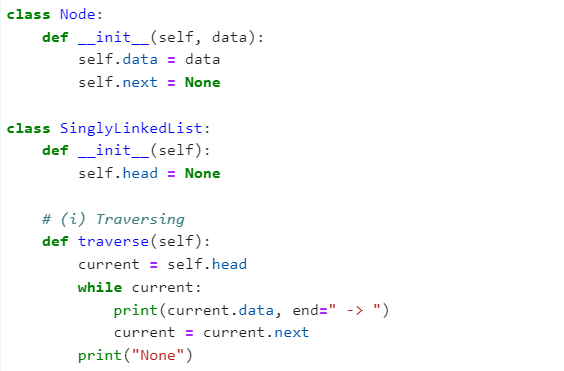 class Node:
    def __init__(self, data):
        self.data = data
        self.next = None

class SinglyLinkedList:
    def __init__(self):
        self.head = None

    # (i) Traversing
    def traverse(self):
        current = self.head
        while current:
            print(current.data, end=" -> ")
            current = current.next
        print("None")